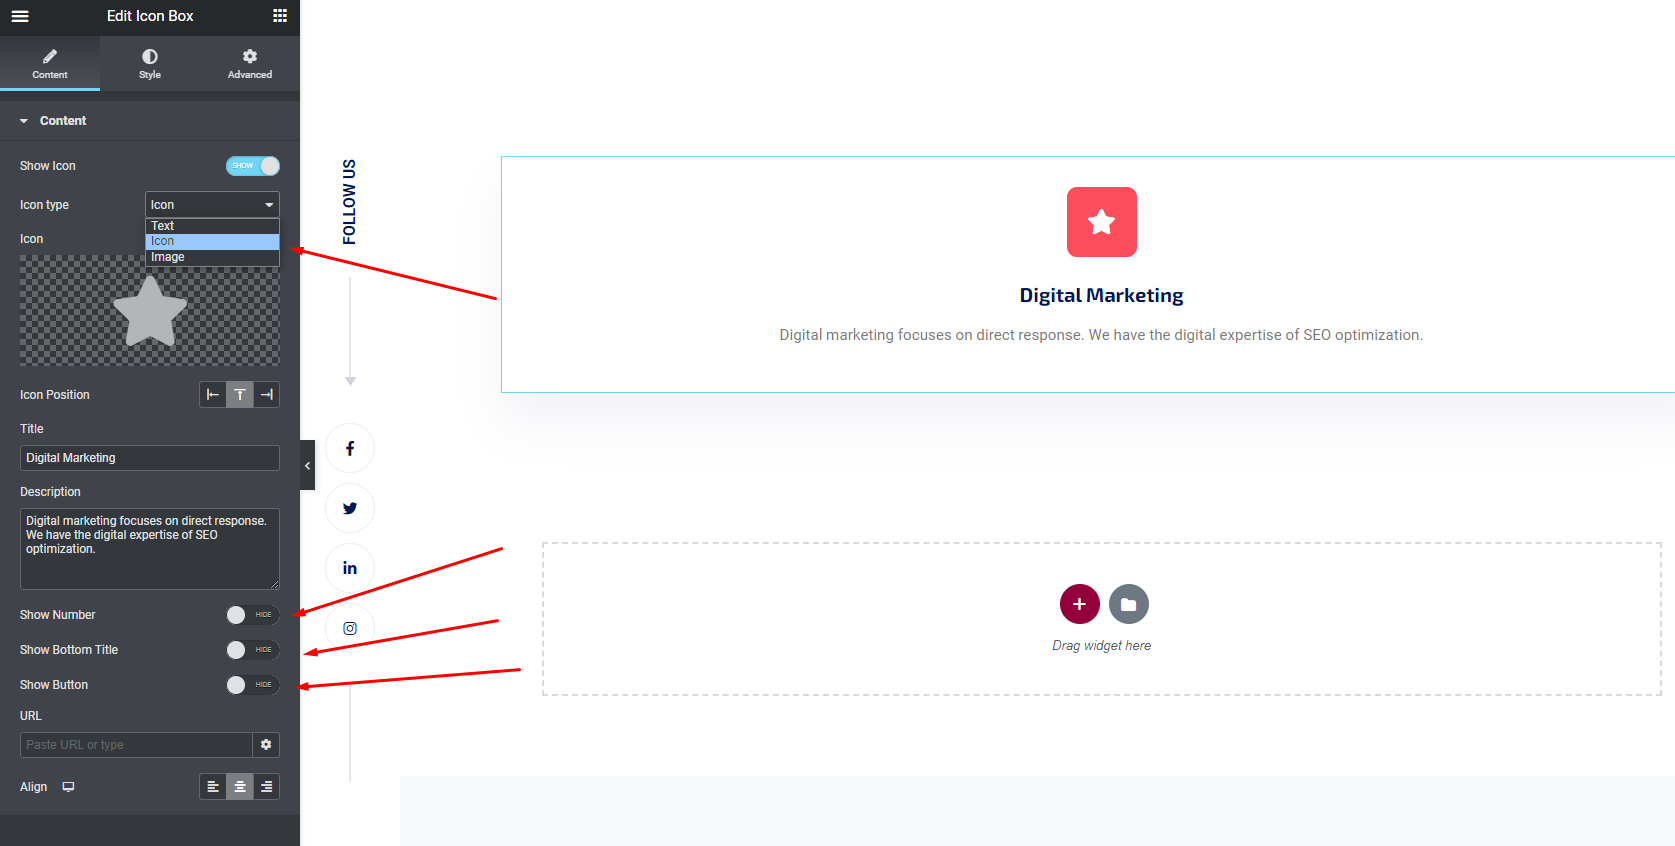 Edit Icon Box
Content
Style
Advanced
Content
Show Icon
SHOW
Icon type
Icon
Text
Icon
Image
Icon
Icon Position
Title
Digital Marketing
Description
Digital marketing focuses on direct response.
We have the digital expertise of SEO
optimization.
Show Number
HIDE
Show Bottom Title
HIDE
Show Button
HIDE
URL
Paste URL or type
Align
FOLLOW US
in
Digital Marketing
Digital marketing focuses on direct response. We have the digital expertise of SEO optimization.
Drag widget here